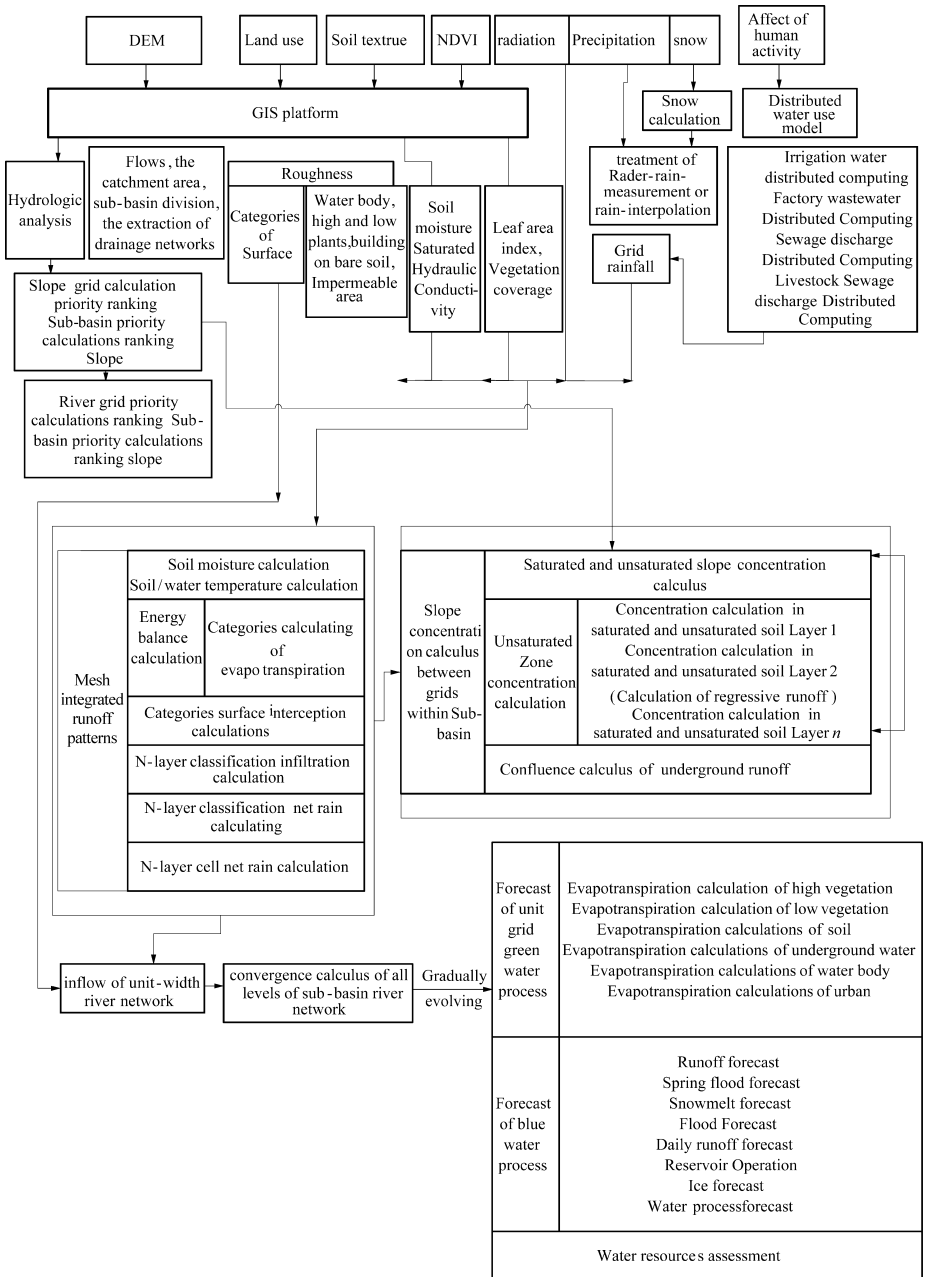 DEM
Land use
Soil textrue
NDVI
radiation
Precipitation
snow
Affect of
human
activity
GIS platform
Snow
calculation
Distributed
water use
model
Hydrologic
analysis
Flows, the
catchment area,
sub-basin division,
the extraction of
drainage networks
Roughness
Categories
of
Surface
Water body,
high and low
plants,building
on bare soil,
Impermeable
area
Soil
moisture
Saturated
Hydraulic
Conducti-
vity
Leaf area
index,
Vegetation
coverage
treatment of
Rader-rain-
measurement or
rain-interpolation
Grid
rainfall
Irrigation water
distributed computing
Factory wastewater
Distributed Computing
Sewage discharge
Distributed Computing
Livestock Sewage
discharge Distributed
Computing
Slope grid calculation
priority ranking
Sub-basin priority
calculations ranking
Slope
River grid priority
calculations ranking Sub-
basin priority calculations
ranking slope
Mesh
integrated
runoff
patterns
Soil moisture calculation
Soil/water temperature calculation
Energy
balance
calculation
Categories calculating
of
evapo transpiration
Categories surface interception
calculations
N-layer classification infiltration
calculation
N-layer classification net rain
calculating
N-layer cell net rain calculation
Slope
concentrati
on calculus
between
grids
within Sub-
basin
Saturated and unsaturated slope concentration
calculus
Unsaturated
Zone
concentration
calculation
Concentration calculation in
saturated and unsaturated soil Layer 1
Concentration calculation in
saturated and unsaturated soil Layer 2
(Calculation of regressive runoff)
Concentration calculation in
saturated and unsaturated soil Layer n
Confluence calculus of underground runoff
inflow of unit-width
river network
convergence calculus of all
levels of sub-basin river
network
Gradually
evolving
Forecast
of unit
grid
green
water
process
Evapotranspiration calculation of high vegetation
Evapotranspiration calculation of low vegetation
Evapotranspiration calculations of soil
Evapotranspiration calculations of underground water
Evapotranspiration calculations of water body
Evapotranspiration calculations of urban
Forecast
of blue
water
process
Runoff forecast
Spring flood forecast
Snowmelt forecast
Flood Forecast
Daily runoff forecast
Reservoir Operation
Ice forecast
Water processforecast
Water resources assessment